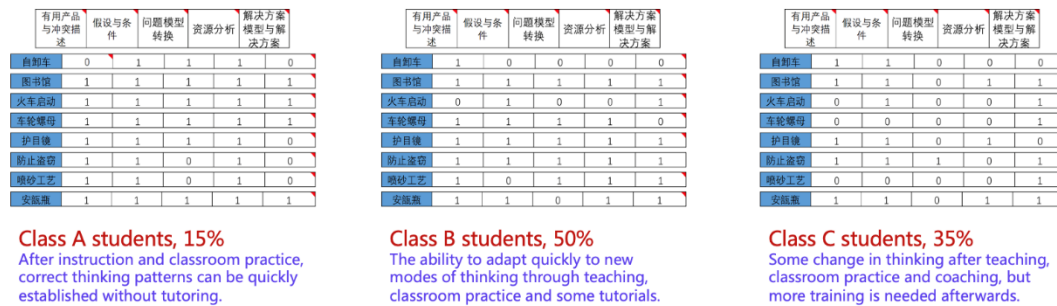 有用产品与冲突描述 假设与条件 问题模型转换 资源分析 解决方案模型与解决方案
自卸车 0 1 1 1 0
图书馆 1 1 1 1 1
火车启动 1 1 1 1 1
车轮螺母 1 1 1 1 1
护目镜 1 1 1 1 0
防止盗窃 1 1 0 1 0
喷砂工艺 1 1 0 1 0
安瓿瓶 1 1 1 1 1
Class A students, 15%
After instruction and classroom practice,
correct thinking patterns can be quickly
established without tutoring.
有用产品与冲突描述 假设与条件 问题模型转换 资源分析 解决方案模型与解决方案
自卸车 1 0 0 0 0
图书馆 1 1 1 1 1
火车启动 0 1 0 0 1
车轮螺母 1 1 1 1 0
护目镜 1 1 1 1 1
防止盗窃 1 1 1 1 1
喷砂工艺 1 0 1 1 1
安瓿瓶 1 1 0 1 1
Class B students, 50%
The ability to adapt quickly to new
modes of thinking through teaching,
classroom practice and some tutorials.
有用产品与冲突描述 假设与条件 问题模型转换 资源分析 解决方案模型与解决方案
自卸车 1 1 0 0 0
图书馆 1 1 0 1 1
火车启动 0 1 0 0 1
车轮螺母 0 0 0 0 1
护目镜 1 1 0 1 0
防止盗窃 1 1 1 0 1
喷砂工艺 0 0 0 0 1
安瓿瓶 1 1 0 1 1
Class C students, 35%
Some change in thinking after teaching,
classroom practice and coaching, but
more training is needed afterwards.